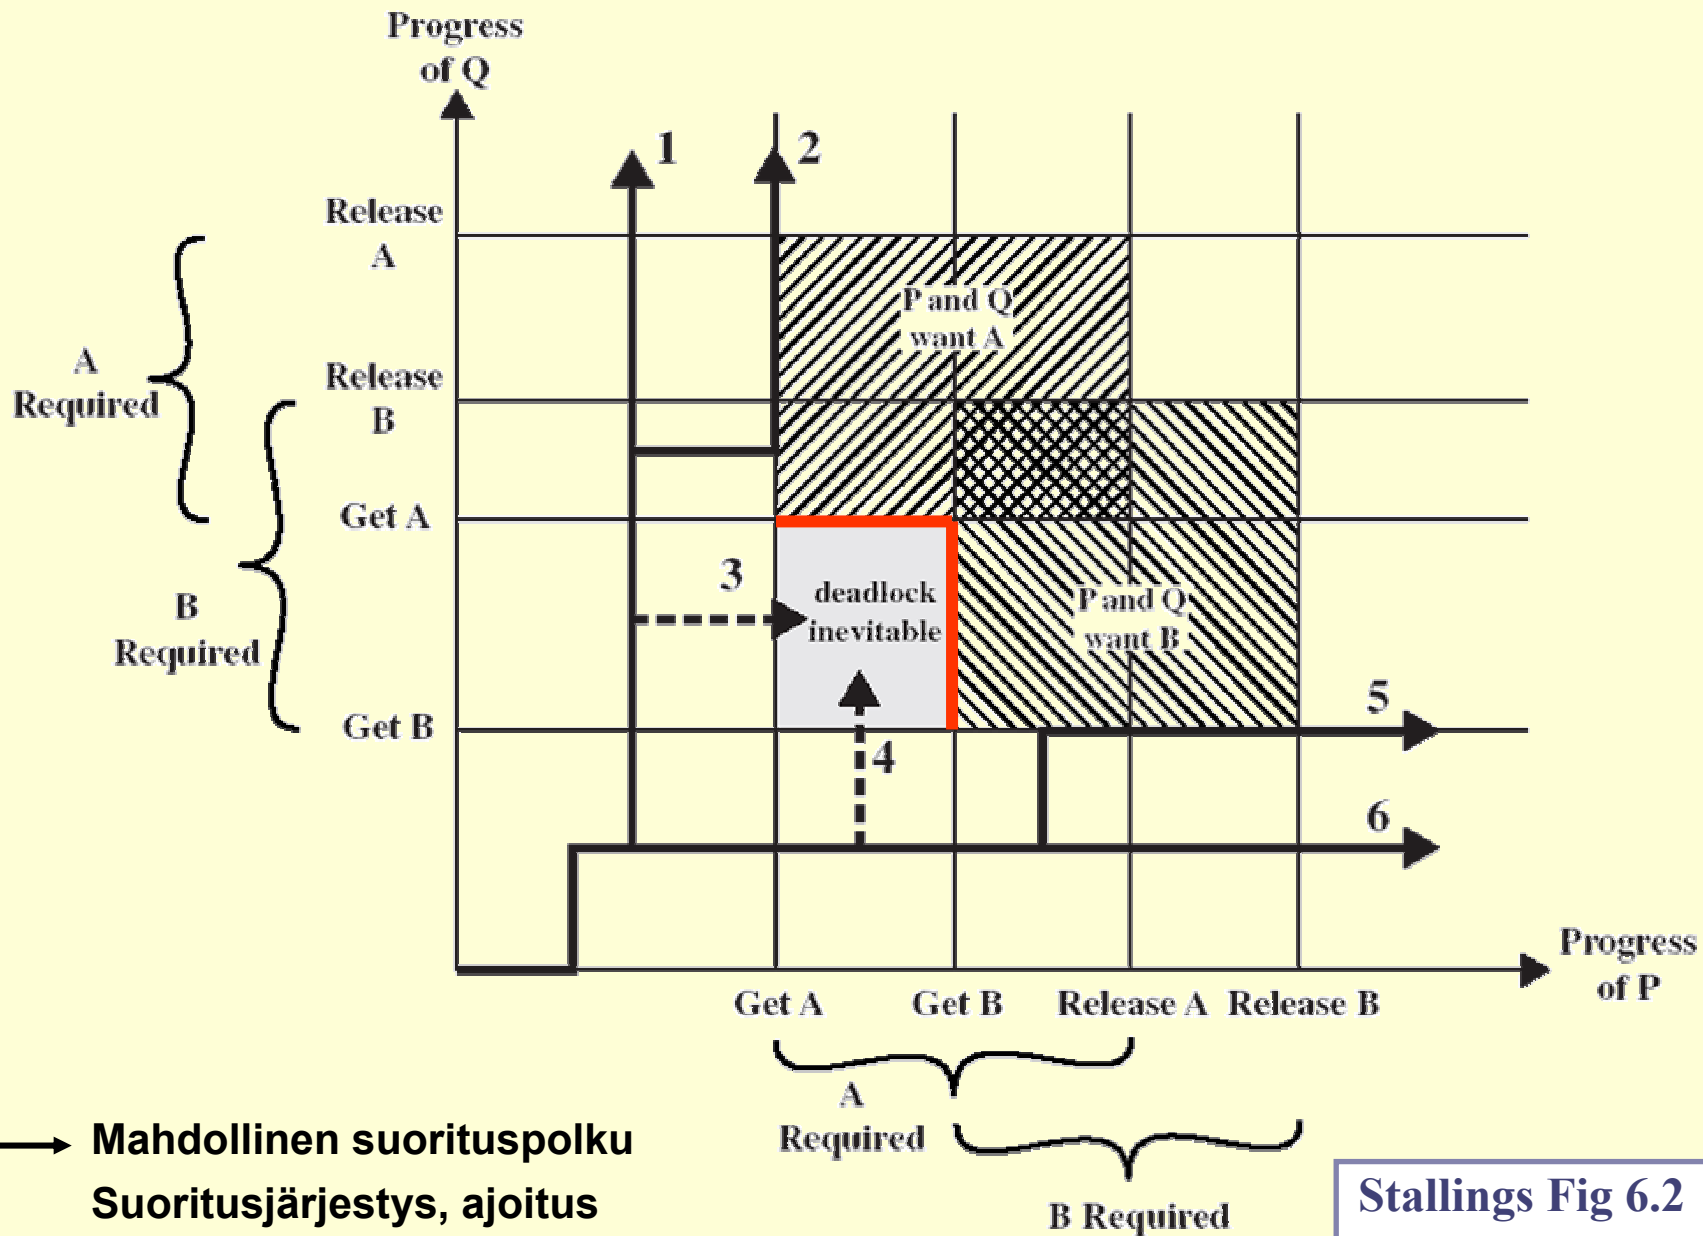 Progress
of Q
1
2
Release
A
P and Q
want A
A
Required
Release
B
Get A
3
deadlock
inevitable
P and Q
want B
B
Required
5
Get B
4
6
Progress
of P
Get A
Get B
Release A
Release B
A
Required
Mahdollinen suorituspolku
Suoritusjärjestys, ajoitus
B Required
Stallings Fig 6.2